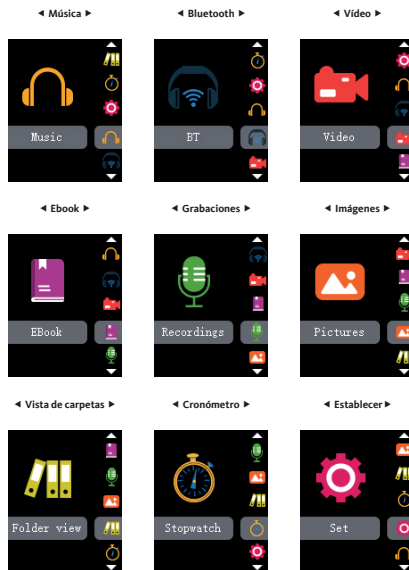 ◄ Música ►
◄ Bluetooth ►
◄ Vídeo ►
Music
BT
Video
◄ Ebook ►
◄ Grabaciones ►
◄ Imágenes ►
EBook
Recordings
Pictures
◄ Vista de carpetas ►
◄ Cronómetro ►
◄ Establecer ►
Folder view
Stopwatch
Set